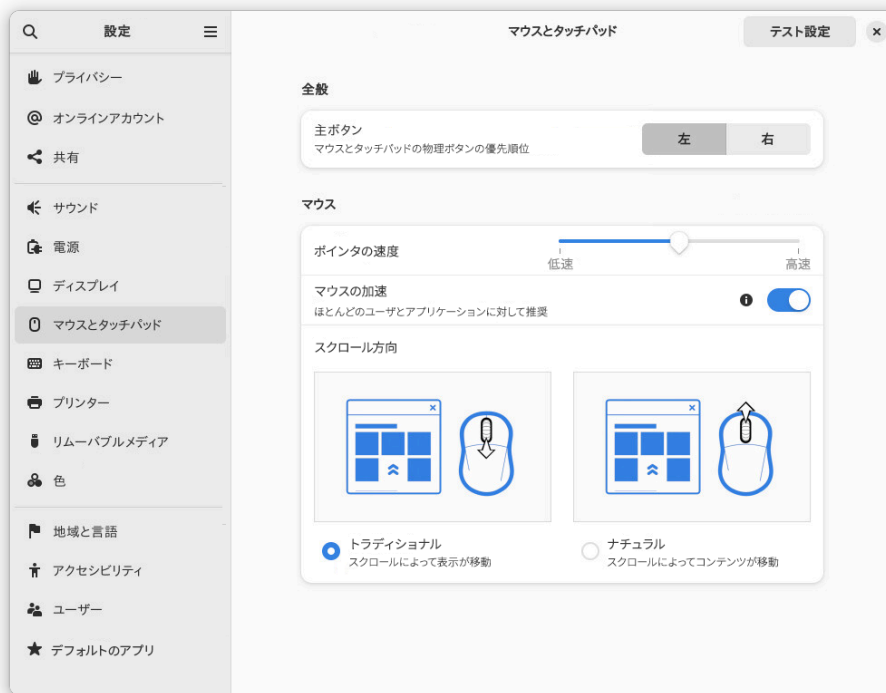 設定
マウスとタッチパッド
テスト設定
プライバシー
オンラインアカウント
共有
サウンド
電源
ディスプレイ
マウスとタッチパッド
キーボード
プリンター
リムーバブルメディア
色
地域と言語
アクセシビリティ
ユーザー
デフォルトのアプリ
全般
主ボタン
マウスとタッチパッドの物理ボタンの優先順位
左
右
マウス
ポインタの速度
低速
高速
マウスの加速
ほとんどのユーザとアプリケーションに対して推奨
スクロール方向
トラディショナル
スクロールによって表示が移動
ナチュラル
スクロールによってコンテンツが移動